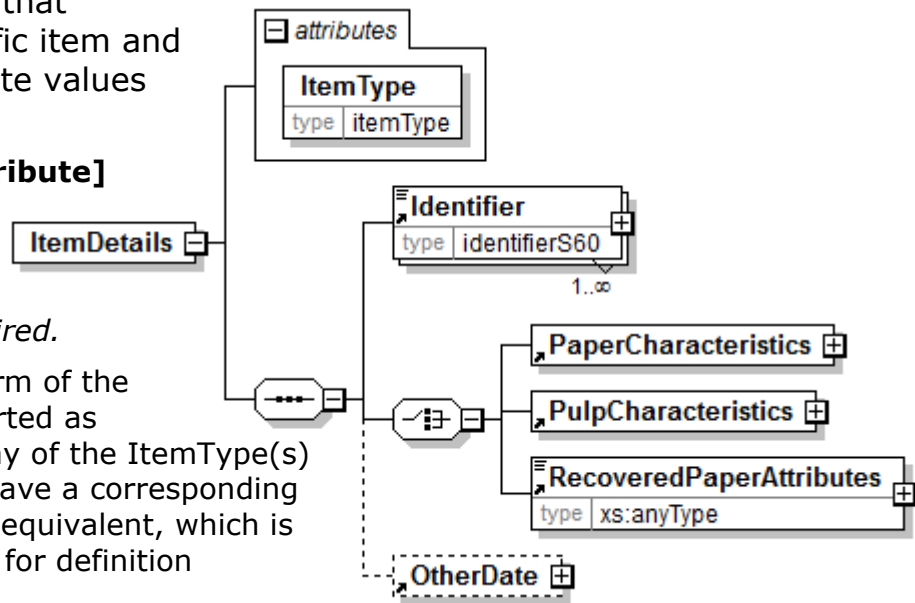 that
fic item and
te values
ribute]
ired.
rm of the
rted as
ny of the ItemType(s)
ave a corresponding
equivalent, which is
for definition
attributes
ItemType
type itemType
ItemDetails
Identifier
type identifierS60
1..∞
PaperCharacteristics
PulpCharacteristics
RecoveredPaperAttributes
type xs:anyType
OtherDate